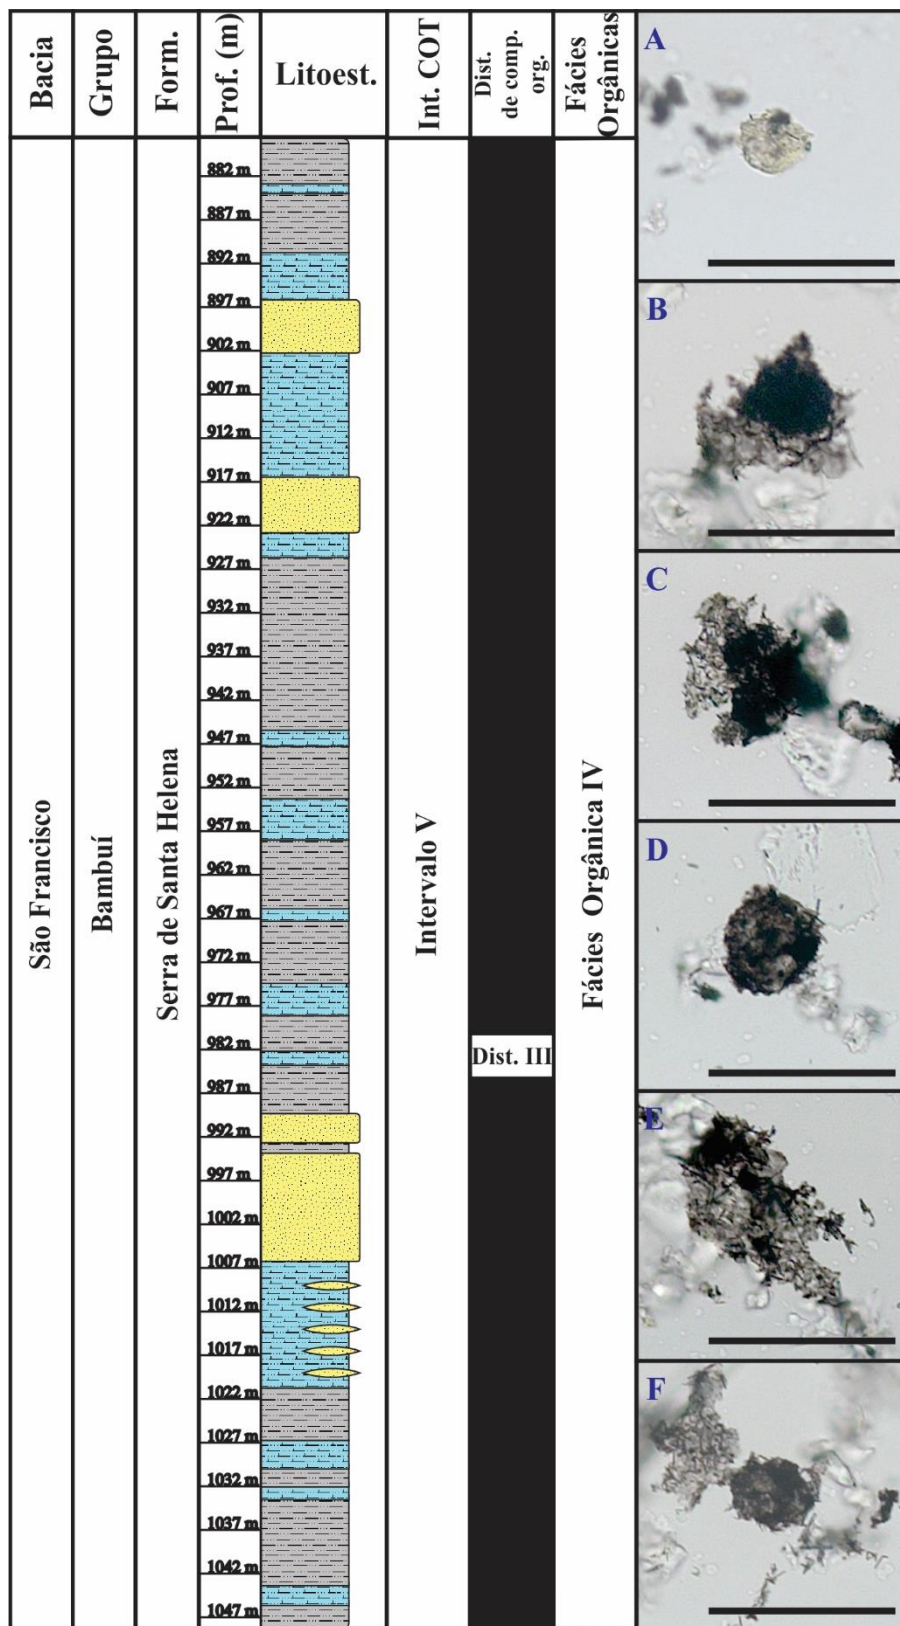 Bacia
Grupo
Form.
Prof. (m)
Litoest.
Int. COT
Dist.
de comp.
org.
Fácies
Orgânicas
São Francisco
Bambuí
Serra de Santa Helena
882 m
887 m
892 m
897 m
902 m
907 m
912 m
917 m
922 m
927 m
932 m
937 m
942 m
947 m
952 m
957 m
962 m
967 m
972 m
977 m
982 m
987 m
992 m
997 m
1002 m
1007 m
1012 m
1017 m
1022 m
1027 m
1032 m
1037 m
1042 m
1047 m
Intervalo V
Dist. III
Fácies Orgânica IV
A
B
C
D
E
F